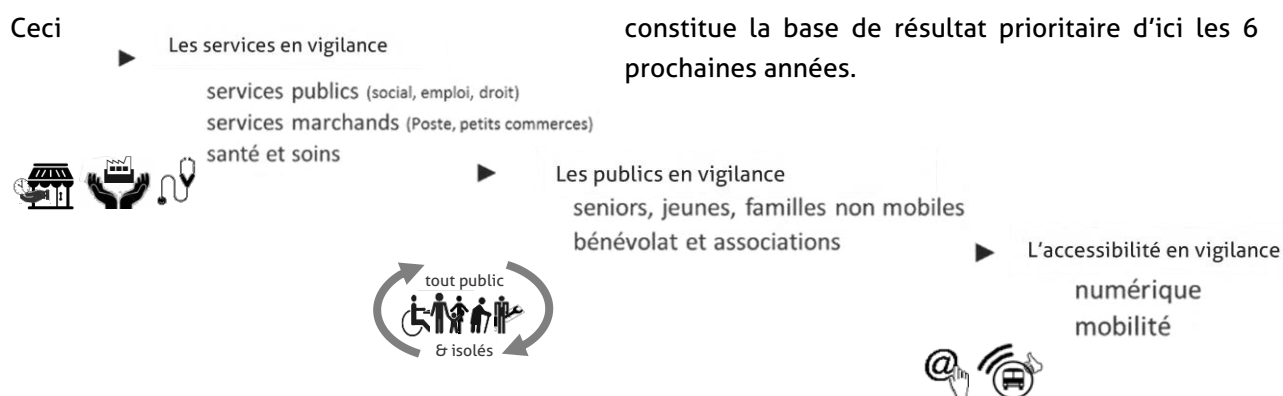 Ceci constitue la base de résultat prioritaire d'ici les 6
prochaines années.
► Les services en vigilance
services publics (social, emploi, droit)
services marchands (Poste, petits commerces)
santé et soins
► Les publics en vigilance
seniors, jeunes, familles non mobiles
bénévolat et associations
tout public
& isolés
► L'accessibilité en vigilance
numérique
mobilité
@